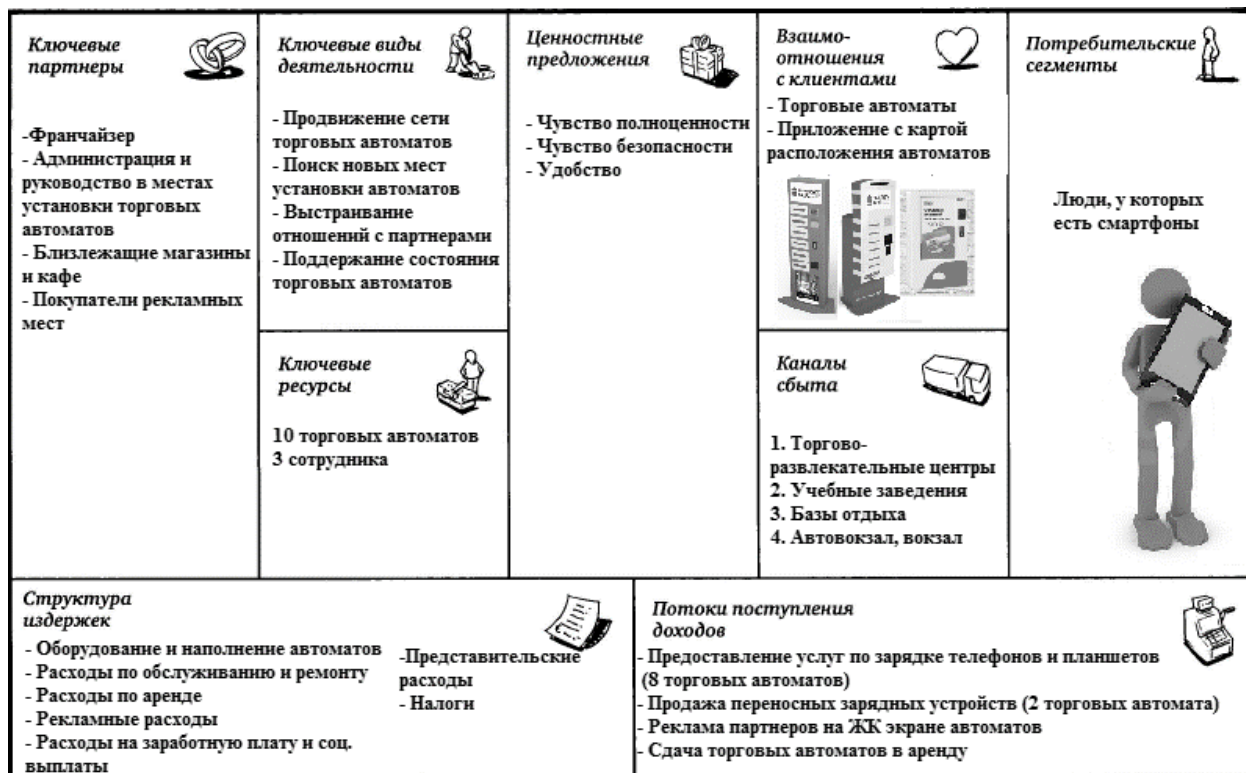 Ключевые
партнеры
-Франчайзер
- Администрация и
руководство в местах
установки торговых
автоматов
- Близлежащие магазины
и кафе
- Покупатели рекламных
мест
Ключевые виды
деятельности
- Продвижение сети
торговых автоматов
- Поиск новых мест
установки автоматов
- Выстраивание
отношений с партнерами
- Поддержание состояния
торговых автоматов
Ключевые
ресурсы
10 торговых автоматов
3 сотрудника
Ценностные
предложения
- Чувство полноценности
- Чувство безопасности
- Удобство
Взаимо-
отношения
с клиентами
- Торговые автоматы
- Приложение с картой
расположения автоматов
Каналы
сбыта
1. Торгово-
развлекательные центры
2. Учебные заведения
3. Базы отдыха
4. Автовокзал, вокзал
Потребительские
сегменты
Люди, у которых
есть смартфоны
Структура
издержек
- Оборудование и наполнение автоматов
- Расходы по обслуживанию и ремонту
- Расходы по аренде
- Рекламные расходы
- Расходы на заработную плату и соц.
выплаты
-Представительские
расходы
- Налоги
Потоки поступления
доходов
- Предоставление услуг по зарядке телефонов и планшетов
(8 торговых автоматов)
- Продажа переносных зарядных устройств (2 торговых автомата)
- Реклама партнеров на ЖК экране автоматов
- Сдача торговых автоматов в аренду